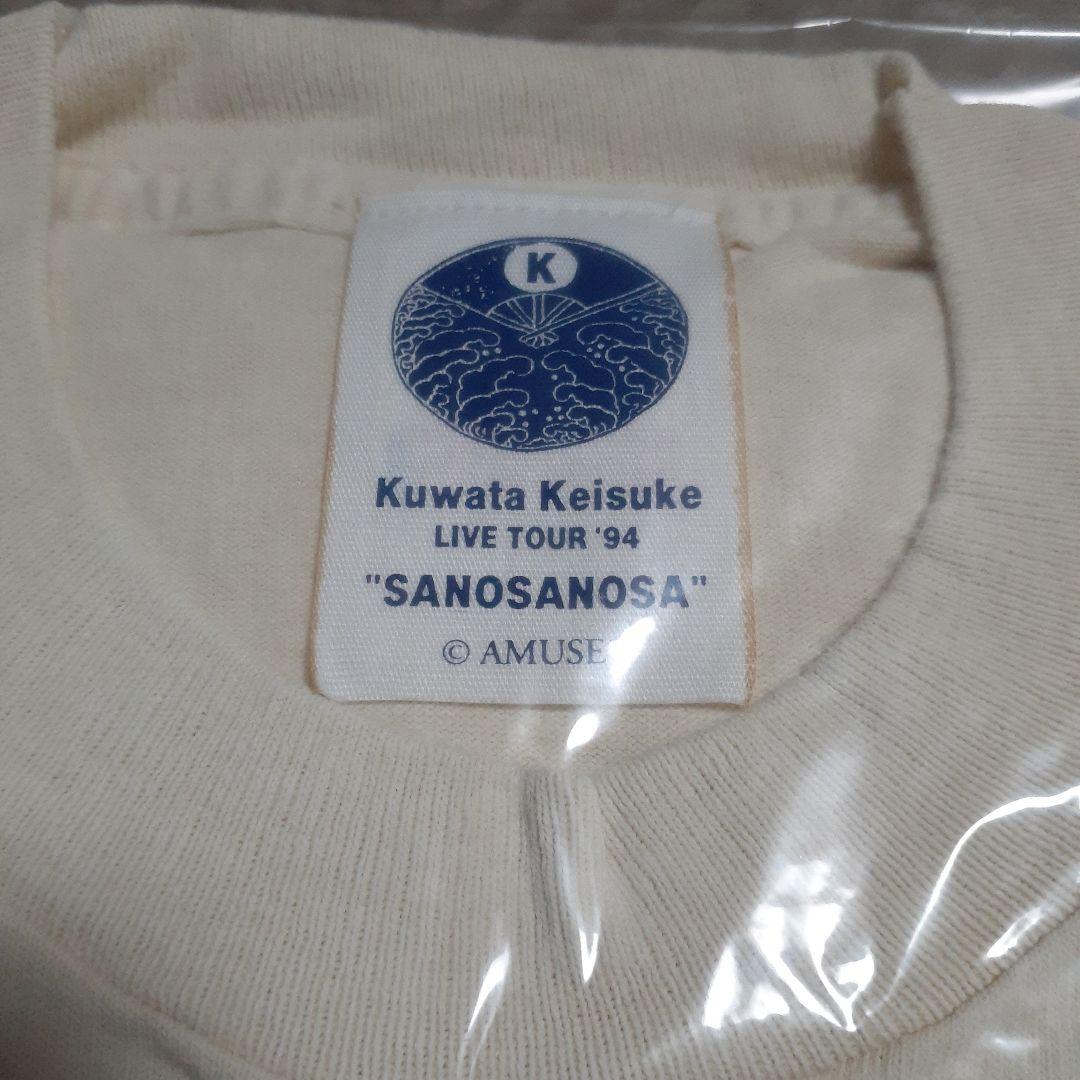 K
Kuwata Keisuke
LIVE TOUR '94
"SANOSANOSA"
© AMUSE